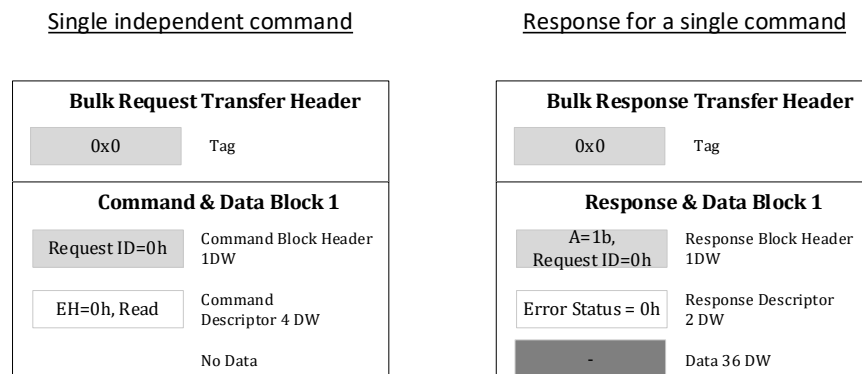 Single independent command
Bulk Request Transfer Header
0x0 Tag
Command & Data Block 1
Request ID=0h Command Block Header
1DW
EH=0h, Read Command
Descriptor 4 DW
No Data
Response for a single command
Bulk Response Transfer Header
0x0 Tag
Response & Data Block 1
A=1b,
Request ID=0h Response Block Header
1DW
Error Status = 0h Response Descriptor
2 DW
- Data 36 DW